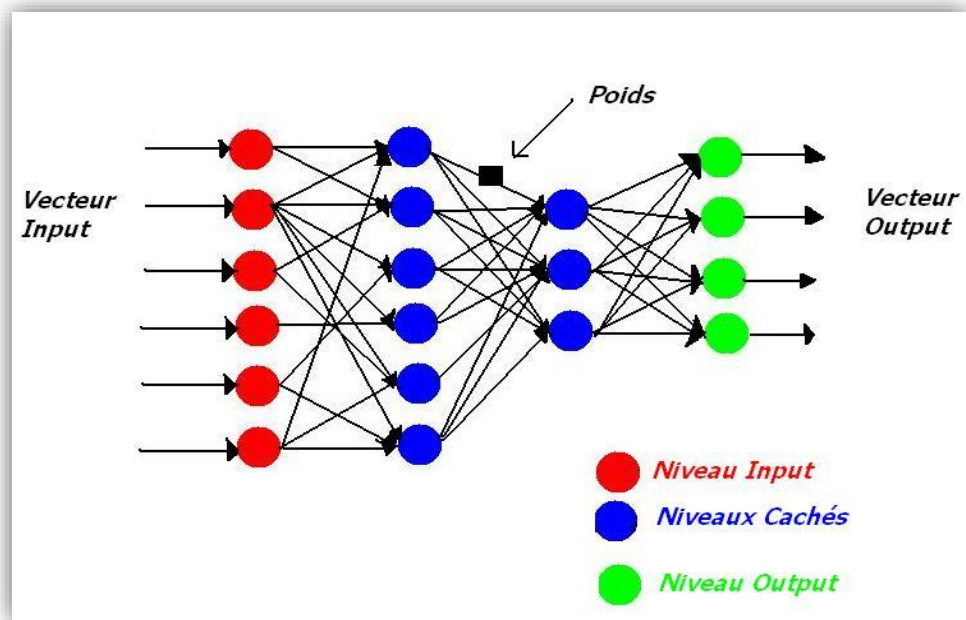 Poids
Vecteur
Input
Vecteur
Output
Niveau Input
Niveaux Cachés
Niveau Output